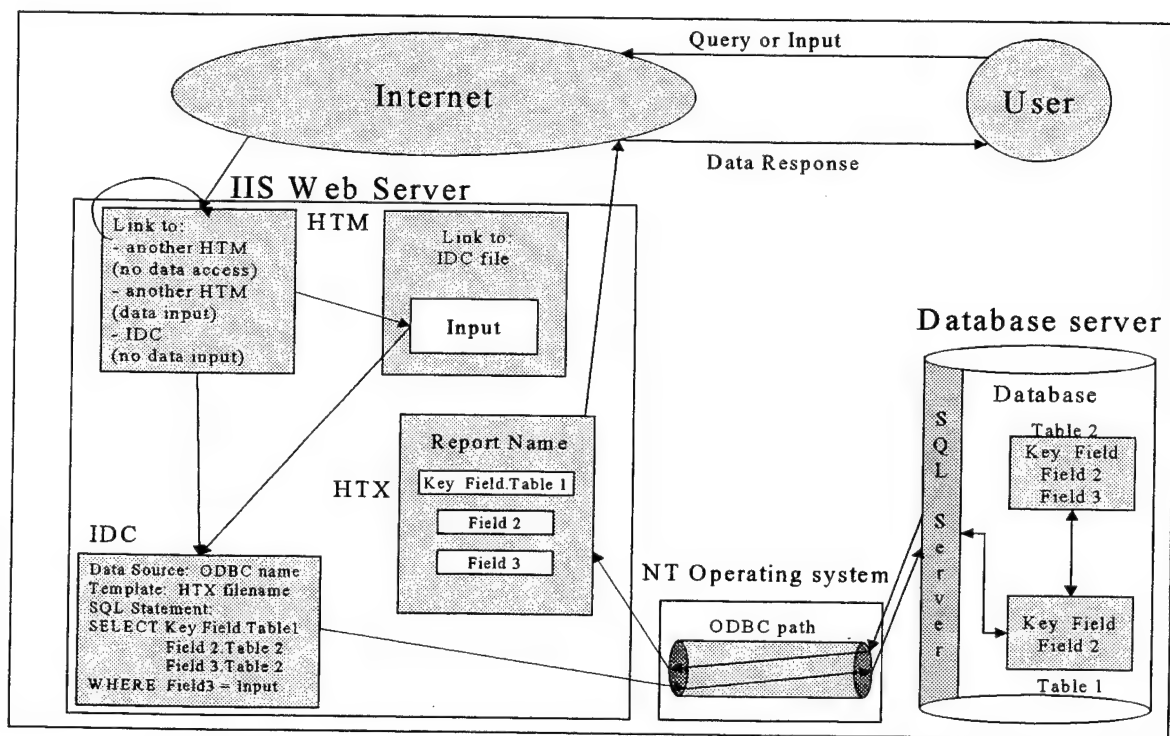 Query or Input
Internet
User
Data Response
IIS Web Server
HTM
Link to:
- another HTM
(no data access)
- another HTM
(data input)
- IDC
(no data input)
Link to:
IDC file
Input
Database server
Database
SQL Server
Table 2
Key Field
Field 2
Field 3
Key Field
Field 2
Table 1
HTX
Report Name
Key Field.Table 1
Field 2
Field 3
IDC
Data Source: ODBC name
Template: HTX filename
SQL Statement:
SELECT Key Field.Table1
Field 2.Table 2
Field 3.Table 2
WHERE Field3 = Input
NT Operating system
ODBC path